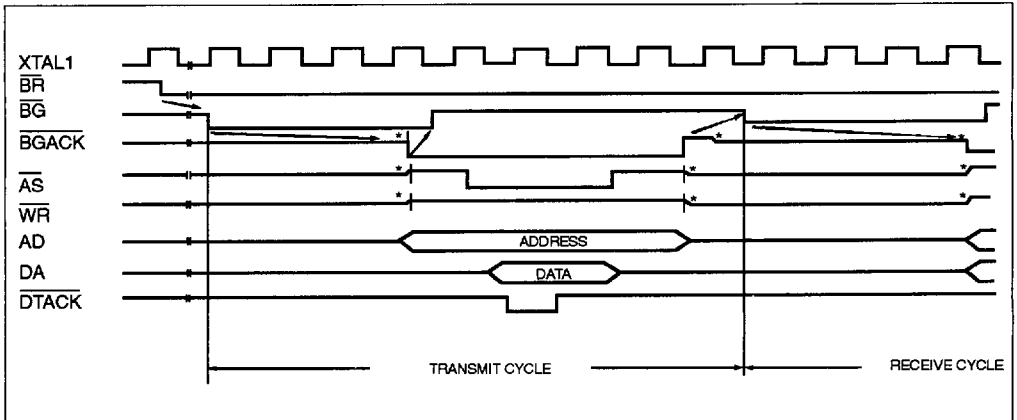 XTAL1
BR
BG
BGACK
AS
WR
AD
ADDRESS
DA
DATA
DTACK
TRANSMIT CYCLE
RECEIVE CYCLE